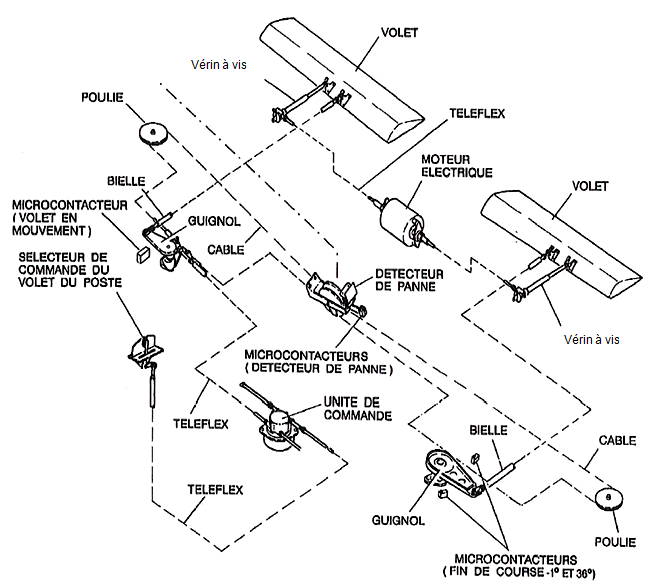 VOLET
Vérin à vis
POULIE
TELEFLEX
MOTEUR
ELECTRIQUE
BIELLE
VOLET
MICROCONTACTEUR
( VOLET EN
MOUVEMENT )
GUIGNOL
CABLE
SELECTEUR DE
COMMANDE DU
VOLET DU POSTE
DETECTEUR
DE PANNE
Vérin à vis
MICROCONTACTEURS
( DETECTEUR DE PANNE )
UNITE DE
COMMANDE
TELEFLEX
BIELLE
CABLE
TELEFLEX
GUIGNOL
POULIE
MICROCONTACTEURS
( FIN DE COURSE -1° ET 36°)